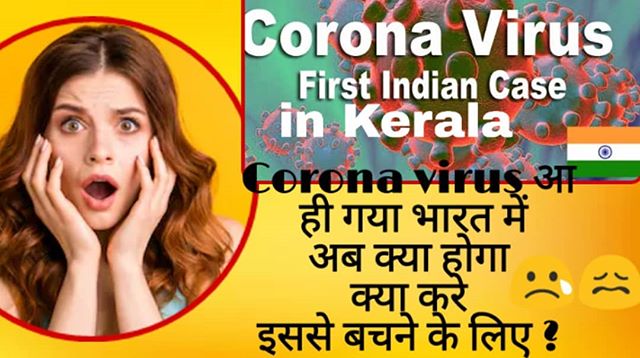 Corona Virus
First Indian Case
in Kerala
Corona virus आ
ही गया भारत में
अब क्या होगा
क्या करे
इससे बचने के लिए ?